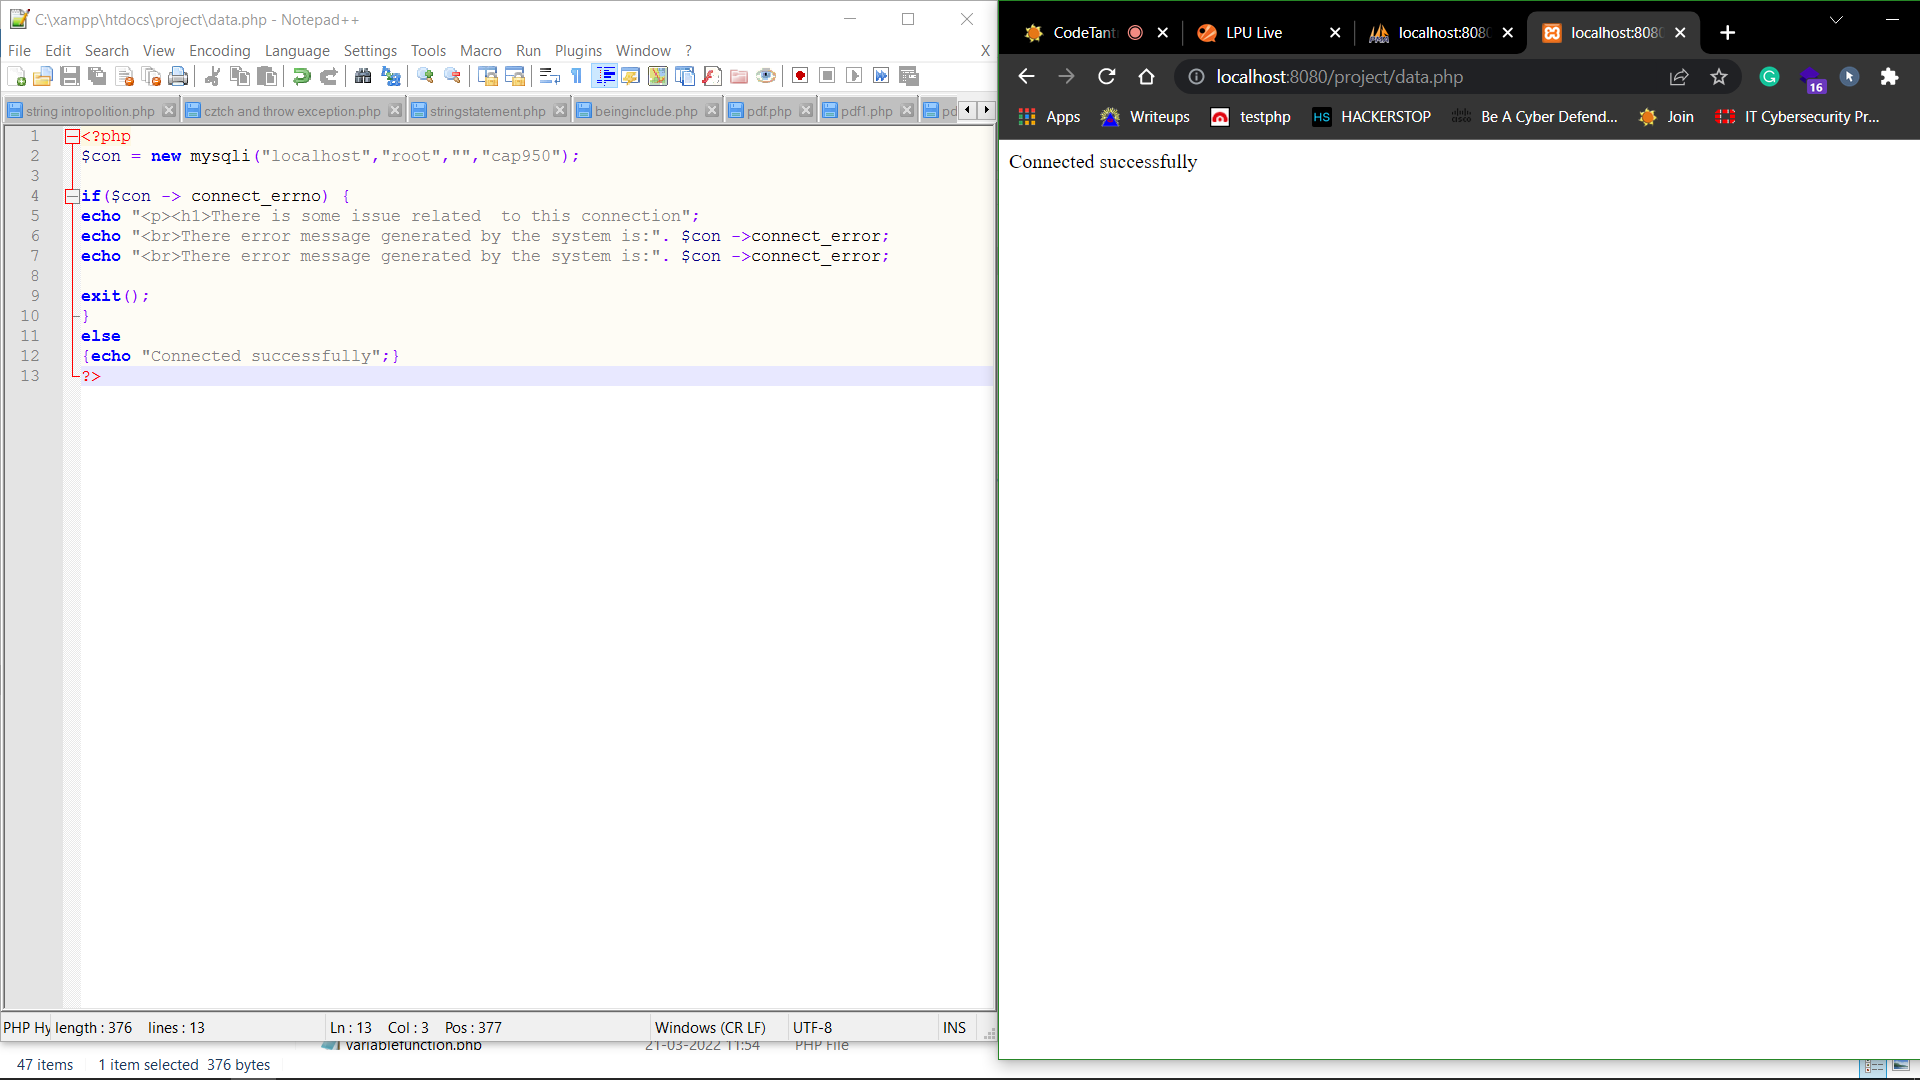 C:\xampp\htdocs\project\data.php - Notepad++
File Edit Search View Encoding Language Settings Tools Macro Run Plugins Window ? X
string intropolition.php cztch and throw exception.php stringstatement.php beinginclude.php pdf.php pdf1.php pd
1 <?php
2 $con = new mysqli("localhost","root","","cap950");
3
4 if($con -> connect_errno) {
5 echo "<p><h1>There is some issue related  to this connection";
6 echo "<br>There error message generated by the system is:". $con ->connect_error;
7 echo "<br>There error message generated by the system is:". $con ->connect_error;
8
9 exit();
10 }
11 else
12 {echo "Connected successfully";}
13 ?>
PHP Hy length : 376 lines : 13 Ln : 13 Col : 3 Pos : 377 Windows (CR LF) UTF-8 INS
variablefunction.php 21-03-2022 11:54 PHP File
47 items 1 item selected 376 bytes
CodeTant LPU Live localhost:8080 localhost:8080
localhost:8080/project/data.php 16
Apps Writeups testphp HS HACKERSTOP Be A Cyber Defend... Join IT Cybersecurity Pr...
Connected successfully